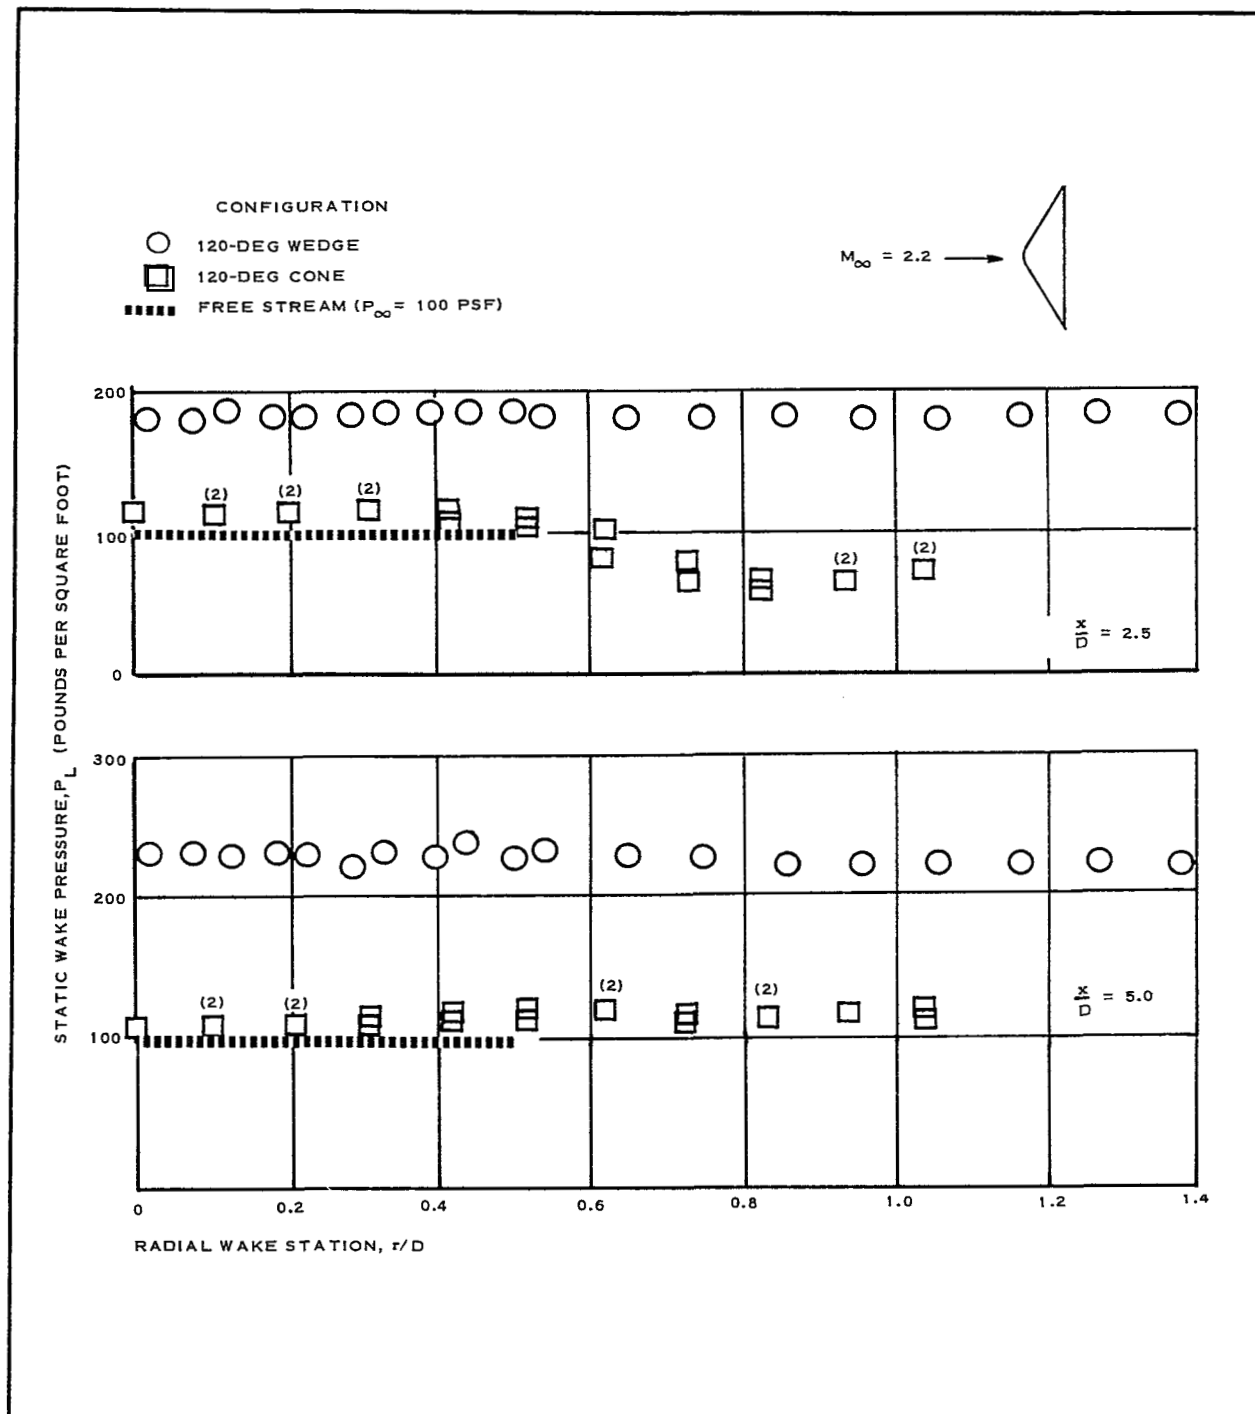 CONFIGURATION
120-DEG WEDGE
120-DEG CONE
FREE STREAM (P∞ = 100 PSF)
M∞ = 2.2
STATIC WAKE PRESSURE, P_L (POUNDS PER SQUARE FOOT)
200
(2) (2) (2)
100
(2) (2)
x/D = 2.5
0
300
200
(2) (2) (2) (2)
x/D = 5.0
100
0 0.2 0.4 0.6 0.8 1.0 1.2 1.4
RADIAL WAKE STATION, r/D